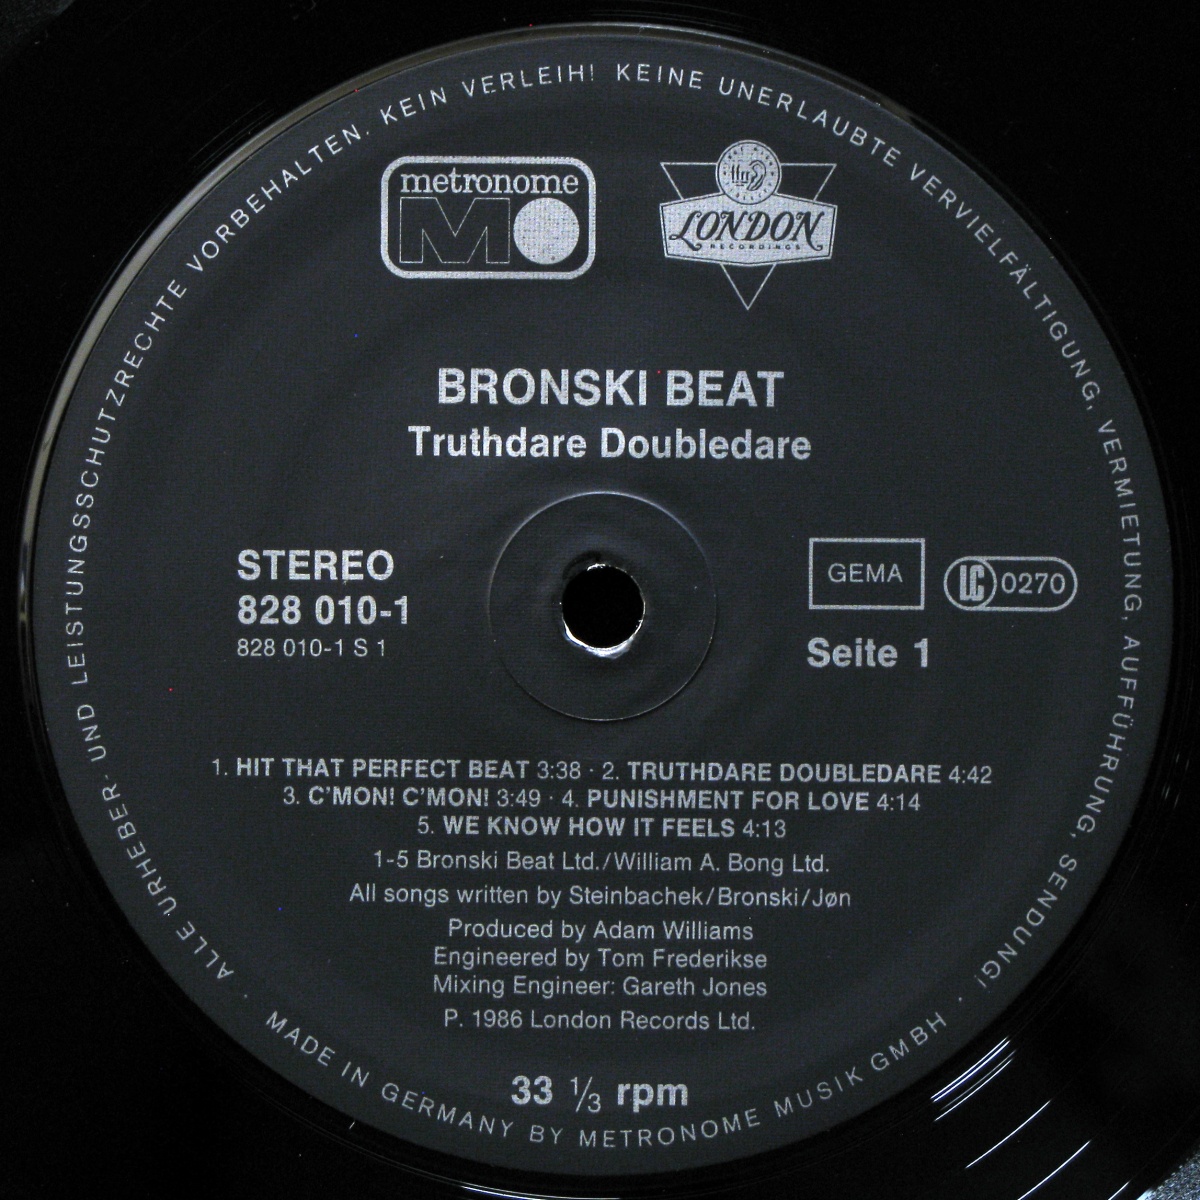 ALLE URHEBER- UND LEISTUNGSSCHUTZRECHTE VORBEHALTEN. KEIN VERLEIH! KEINE UNERLAUBTE VERVIELFÄLTIGUNG, VERMIETUNG, AUFFÜHRUNG, SENDUNG!
metronome
LONDON
RECORDINGS
BRONSKI BEAT
Truthdare Doubledare
STEREO
828 010-1
828 010-1 S 1
GEMA
LC 0270
Seite 1
1. HIT THAT PERFECT BEAT 3:38 · 2. TRUTHDARE DOUBLEDARE 4:42
3. C'MON! C'MON! 3:49 · 4. PUNISHMENT FOR LOVE 4:14
5. WE KNOW HOW IT FEELS 4:13
1-5 Bronski Beat Ltd./William A. Bong Ltd.
All songs written by Steinbachek/Bronski/Jøn
Produced by Adam Williams
Engineered by Tom Frederikse
Mixing Engineer: Gareth Jones
P. 1986 London Records Ltd.
33 1/3 rpm
· MADE IN GERMANY BY METRONOME MUSIK GMBH ·